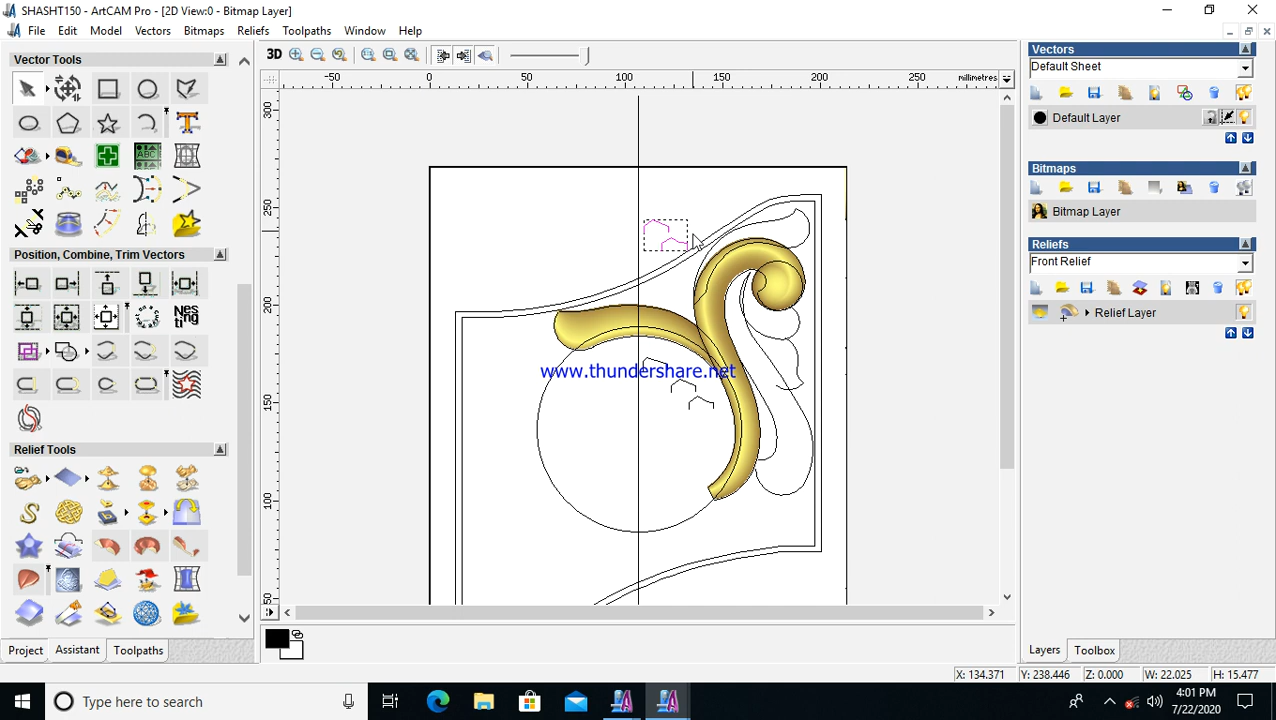 SHASHT150 - ArtCAM Pro - [2D View:0 - Bitmap Layer]
File Edit Model Vectors Bitmaps Reliefs Toolpaths Window Help
Vector Tools
3D
-50 0 50 100 150 200 250 millimetres
300
250
200
150
100
50
T
ABC
Position, Combine, Trim Vectors
Nes
ting
Relief Tools
www.thundershare.net
Vectors
Default Sheet
Default Layer
Bitmaps
Bitmap Layer
Reliefs
Front Relief
Relief Layer
Project Assistant Toolpaths
Layers Toolbox
X: 134.371 Y: 238.446 Z: 0.000 W: 22.025 H: 15.477
Type here to search
4:01 PM
7/22/2020